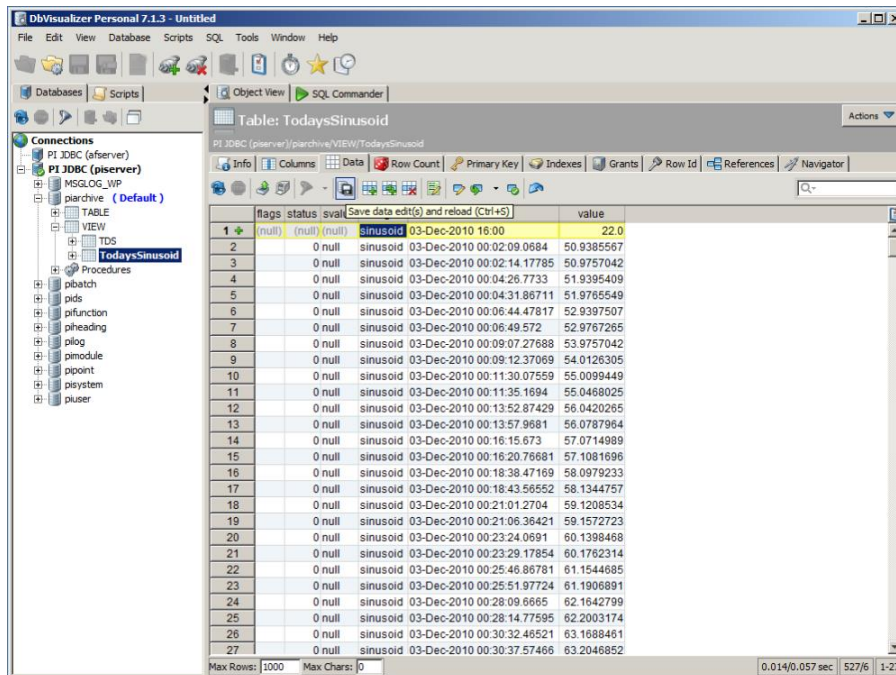 DbVisualizer Personal 7.1.3 - Untitled
File Edit View Database Scripts SQL Tools Window Help
Databases Scripts
Object View SQL Commander
Table: TodaysSinusoid
Actions
PI JDBC (piserver)/piarchive/VIEW/TodaysSinusoid
Info Columns Data Row Count Primary Key Indexes Grants Row Id References Navigator
Save data edit(s) and reload (Ctrl+S)
Connections
PI JDBC (afserver)
PI JDBC (piserver)
MSGLOG_WP
piarchive (Default)
TABLE
VIEW
TDS
TodaysSinusoid
Procedures
pibatch
pids
pifunction
piheading
pilog
pimodule
pipoint
pisystem
piuser
flags status value
1 (null) (null) (null) sinusoid 03-Dec-2010 16:00 22.0
2 0 null sinusoid 03-Dec-2010 00:02:09.0684 50.9385567
3 0 null sinusoid 03-Dec-2010 00:02:14.17785 50.9757042
4 0 null sinusoid 03-Dec-2010 00:04:26.7733 51.9395409
5 0 null sinusoid 03-Dec-2010 00:04:31.86711 51.9765549
6 0 null sinusoid 03-Dec-2010 00:06:44.47817 52.9397507
7 0 null sinusoid 03-Dec-2010 00:06:49.572 52.9767265
8 0 null sinusoid 03-Dec-2010 00:09:07.27688 53.9757042
9 0 null sinusoid 03-Dec-2010 00:09:12.37069 54.0126305
10 0 null sinusoid 03-Dec-2010 00:11:30.07559 55.0099449
11 0 null sinusoid 03-Dec-2010 00:11:35.1694 55.0468025
12 0 null sinusoid 03-Dec-2010 00:13:52.87429 56.0420265
13 0 null sinusoid 03-Dec-2010 00:13:57.9681 56.0787964
14 0 null sinusoid 03-Dec-2010 00:16:15.673 57.0714989
15 0 null sinusoid 03-Dec-2010 00:16:20.76681 57.1081696
16 0 null sinusoid 03-Dec-2010 00:18:38.47169 58.0979233
17 0 null sinusoid 03-Dec-2010 00:18:43.56552 58.1344757
18 0 null sinusoid 03-Dec-2010 00:21:01.2704 59.1208534
19 0 null sinusoid 03-Dec-2010 00:21:06.36421 59.1572723
20 0 null sinusoid 03-Dec-2010 00:23:24.0691 60.1398468
21 0 null sinusoid 03-Dec-2010 00:23:29.17854 60.1762314
22 0 null sinusoid 03-Dec-2010 00:25:46.86781 61.1544685
23 0 null sinusoid 03-Dec-2010 00:25:51.97724 61.1906891
24 0 null sinusoid 03-Dec-2010 00:28:09.6665 62.1642799
25 0 null sinusoid 03-Dec-2010 00:28:14.77595 62.2003174
26 0 null sinusoid 03-Dec-2010 00:30:32.46521 63.1688461
27 0 null sinusoid 03-Dec-2010 00:30:37.57466 63.2046852
Max Rows: 1000 Max Chars: 0 0.014/0.057 sec 527/6